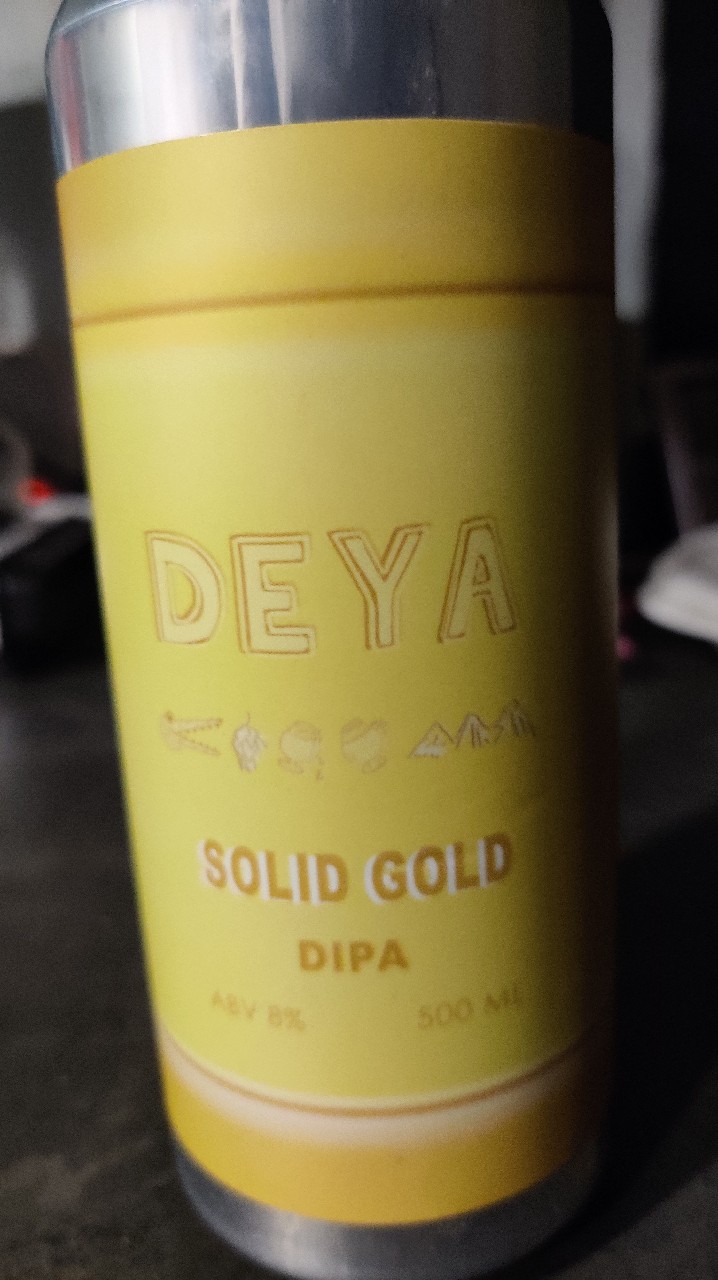 DEYA
SOLID GOLD
DIPA
ABV 8% 500 ML